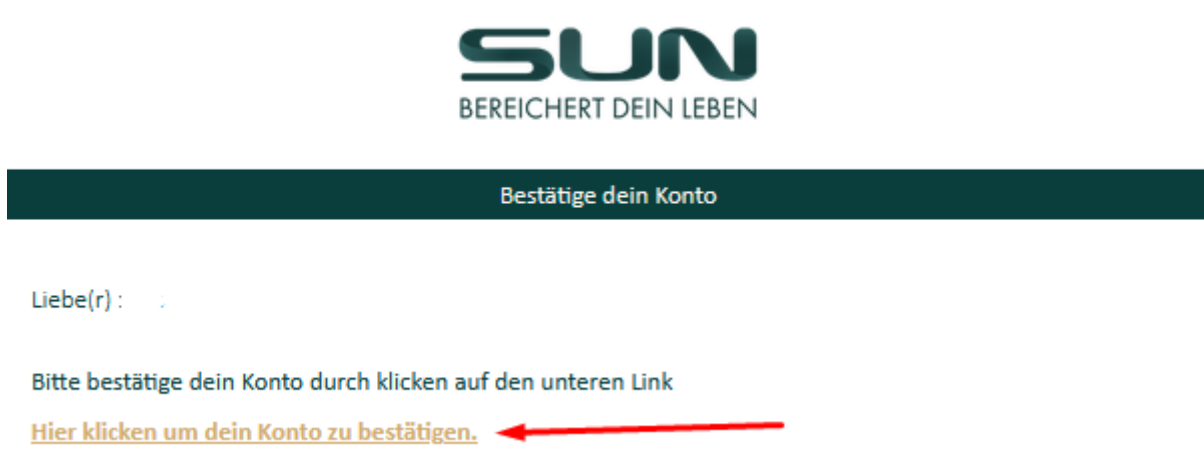 SUN
BEREICHERT DEIN LEBEN
Bestätige dein Konto
Liebe(r) :
Bitte bestätige dein Konto durch klicken auf den unteren Link
Hier klicken um dein Konto zu bestätigen.